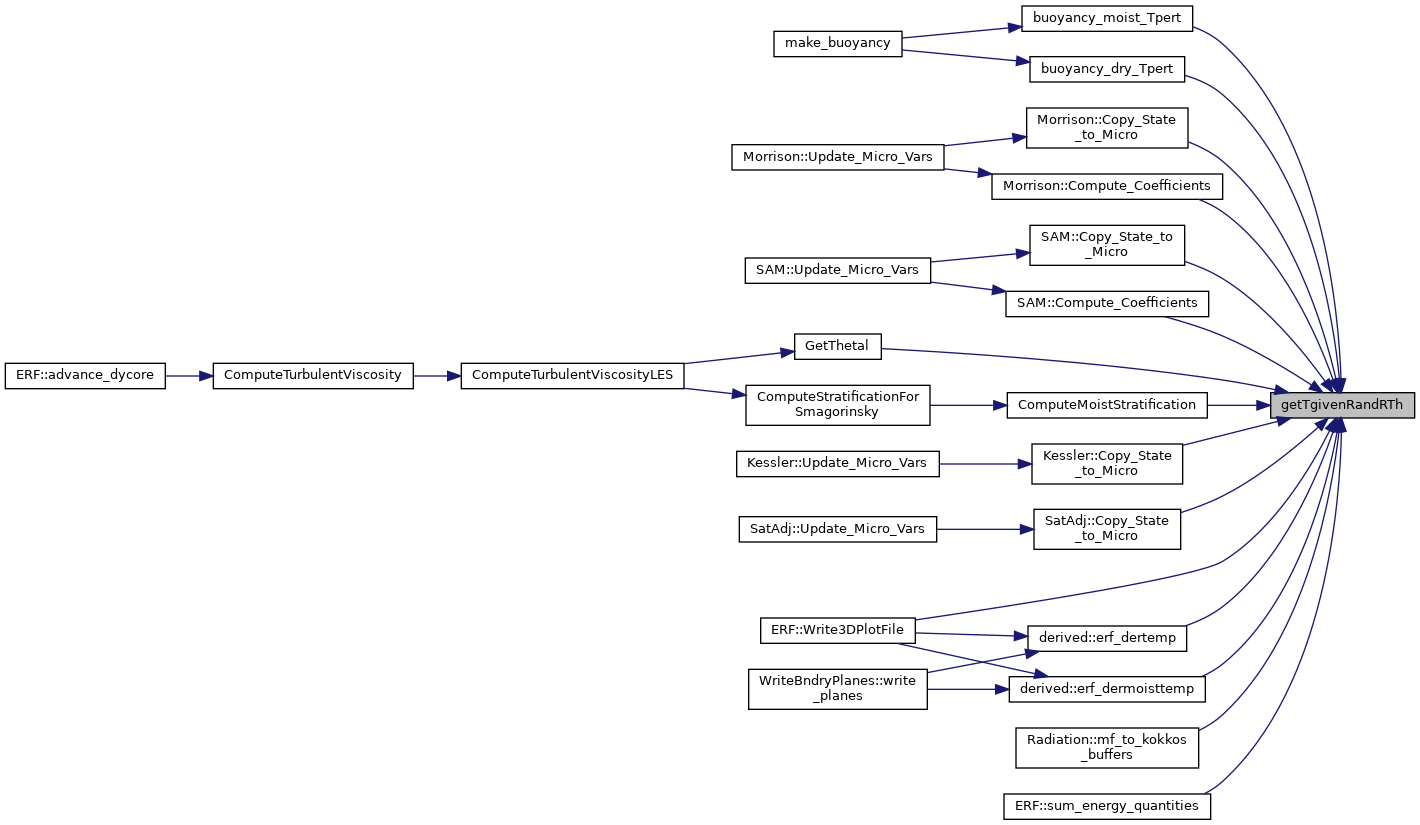 buoyancy_moist_Tpert
make_buoyancy
buoyancy_dry_Tpert
Morrison::Copy_State
_to_Micro
Morrison::Update_Micro_Vars
Morrison::Compute_Coefficients
SAM::Copy_State_to
_Micro
SAM::Update_Micro_Vars
SAM::Compute_Coefficients
GetThetal
ERF::advance_dycore
ComputeTurbulentViscosity
ComputeTurbulentViscosityLES
ComputeStratificationFor
Smagorinsky
ComputeMoistStratification
getTgivenRandRTh
Kessler::Update_Micro_Vars
Kessler::Copy_State
_to_Micro
SatAdj::Update_Micro_Vars
SatAdj::Copy_State
_to_Micro
ERF::Write3DPlotFile
derived::erf_dertemp
WriteBndryPlanes::write
_planes
derived::erf_dermoisttemp
Radiation::mf_to_kokkos
_buffers
ERF::sum_energy_quantities